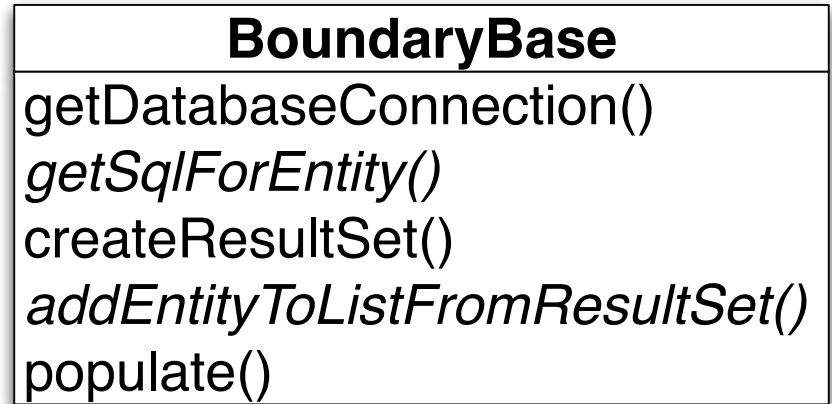 BoundaryBase
getDatabaseConnection()
getSqlForEntity()
createResultSet()
addEntityToListFromResultSet()
populate()